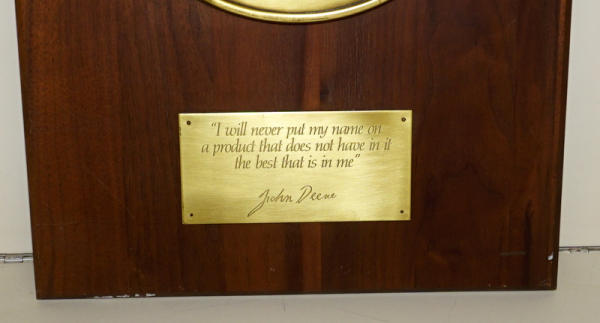 “I will never put my name on
a product that does not have in it
the best that is in me”
John Deere